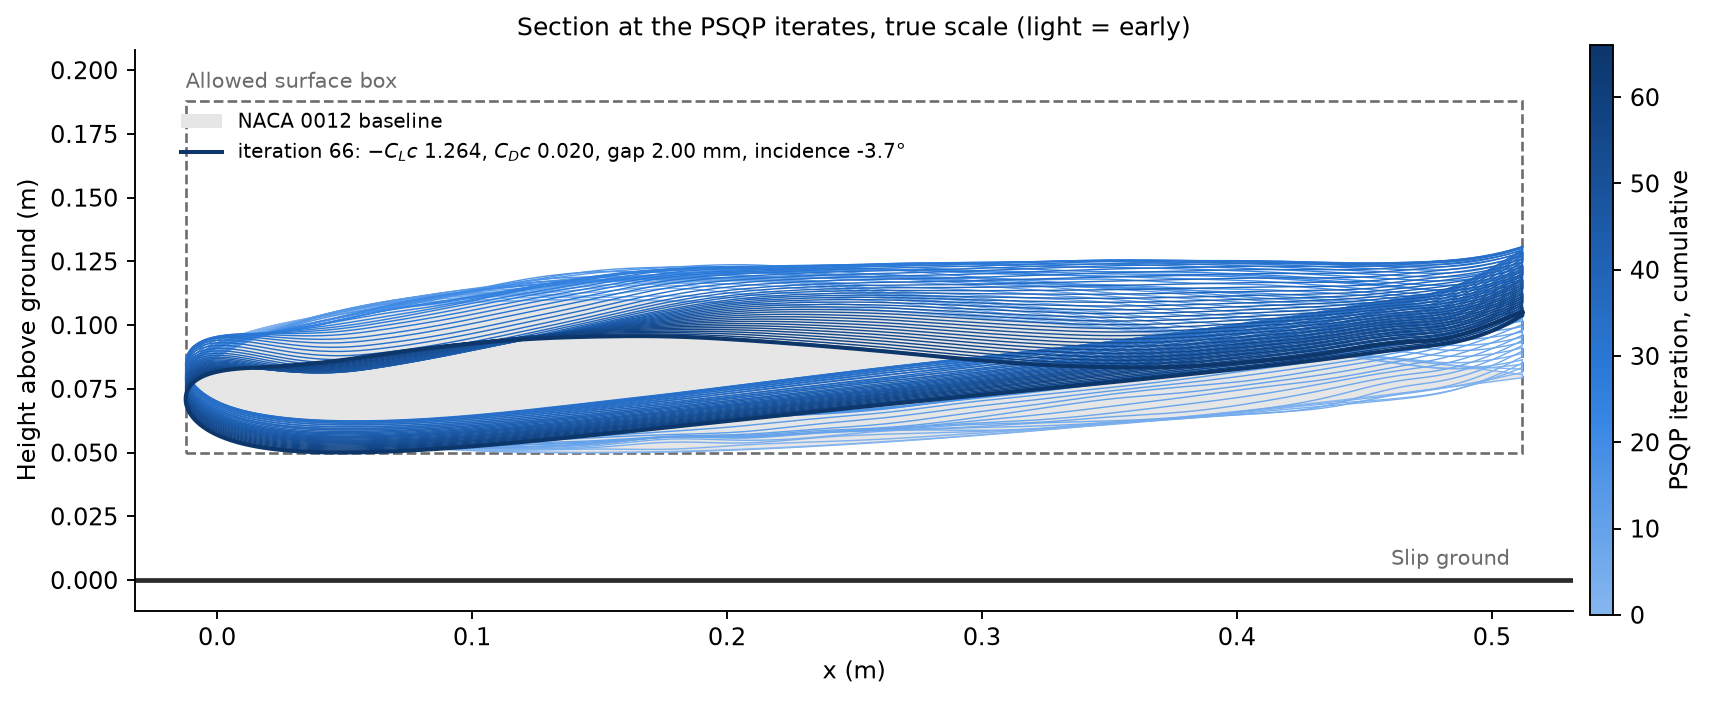 Section at the PSQP iterates, true scale (light = early)
Allowed surface box
NACA 0012 baseline
iteration 66: −C_Lc 1.264, C_Dc 0.020, gap 2.00 mm, incidence -3.7°
Slip ground
Height above ground (m)
0.200
0.175
0.150
0.125
0.100
0.075
0.050
0.025
0.000
0.0 0.1 0.2 0.3 0.4 0.5
x (m)
60
50
40
30
20
10
0
PSQP iteration, cumulative